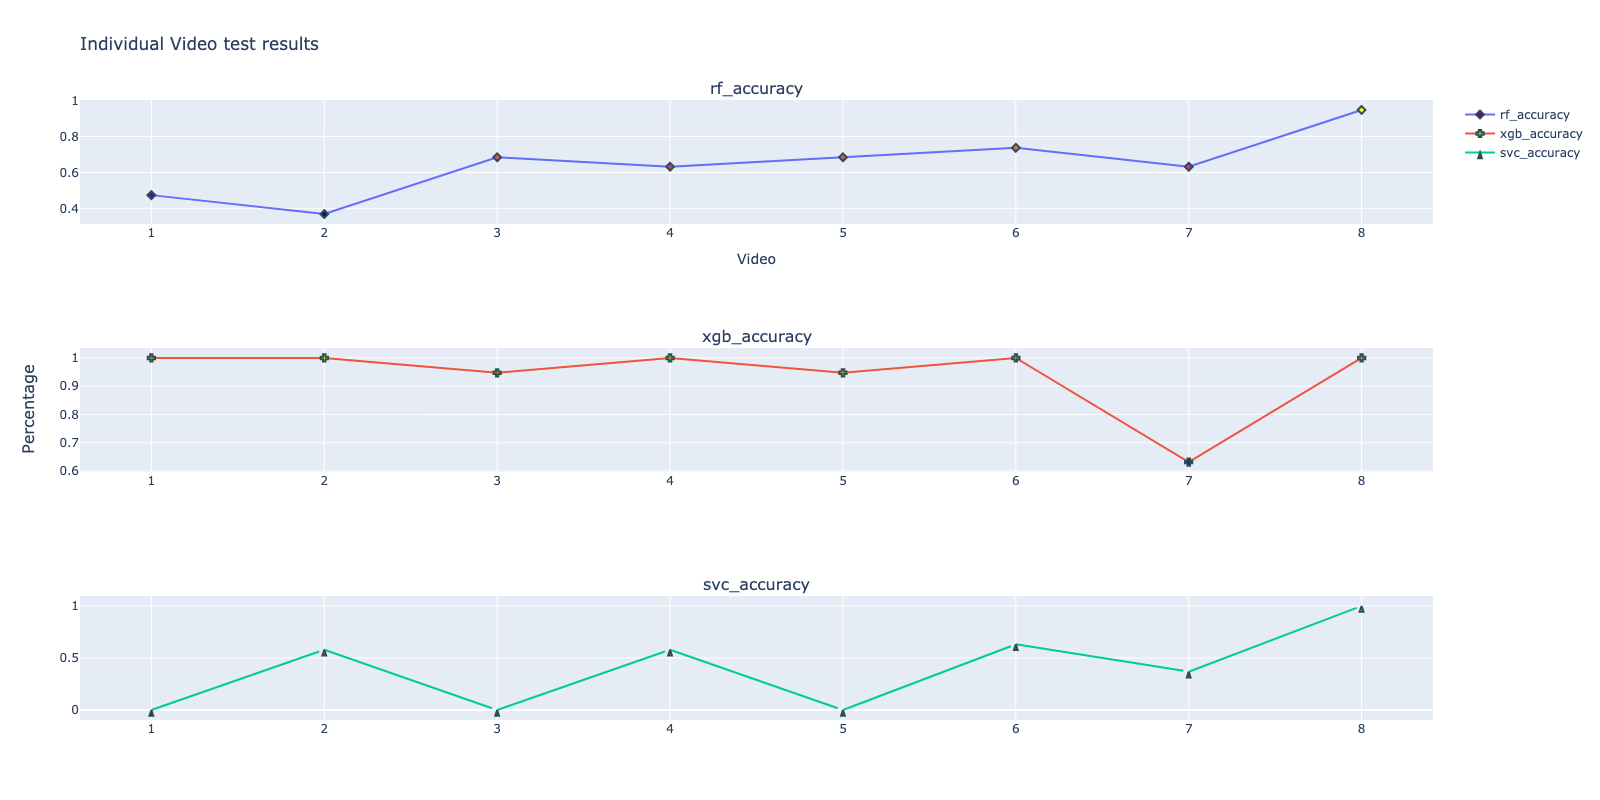 Individual Video test results
rf_accuracy
1
0.8
0.6
0.4
1 2 3 4 5 6 7 8
Video
rf_accuracy
xgb_accuracy
svc_accuracy
xgb_accuracy
Percentage
1
0.9
0.8
0.7
0.6
1 2 3 4 5 6 7 8
svc_accuracy
1
0.5
0
1 2 3 4 5 6 7 8